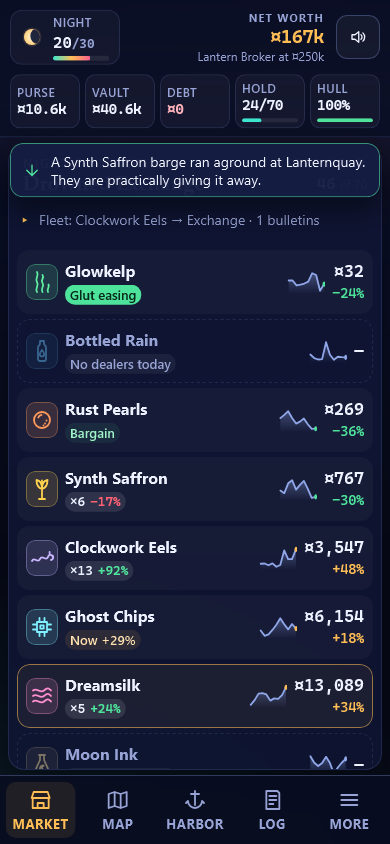 NIGHT
20/30
NET WORTH
¤167k
Lantern Broker at ¤250k
PURSE
¤10.6k
VAULT
¤40.6k
DEBT
¤0
HOLD
24/70
HULL
100%
A Synth Saffron barge ran aground at Lanternquay.
They are practically giving it away.
Fleet: Clockwork Eels → Exchange · 1 bulletins
Glowkelp
¤32
Glut easing
−24%
Bottled Rain
–
No dealers today
Rust Pearls
¤269
Bargain
−36%
Synth Saffron
¤767
×6 −17%
−30%
Clockwork Eels
¤3,547
×13 +92%
+48%
Ghost Chips
¤6,154
Now +29%
+18%
Dreamsilk
¤13,089
×5 +24%
+34%
Moon Ink
–
MARKET
MAP
HARBOR
LOG
MORE